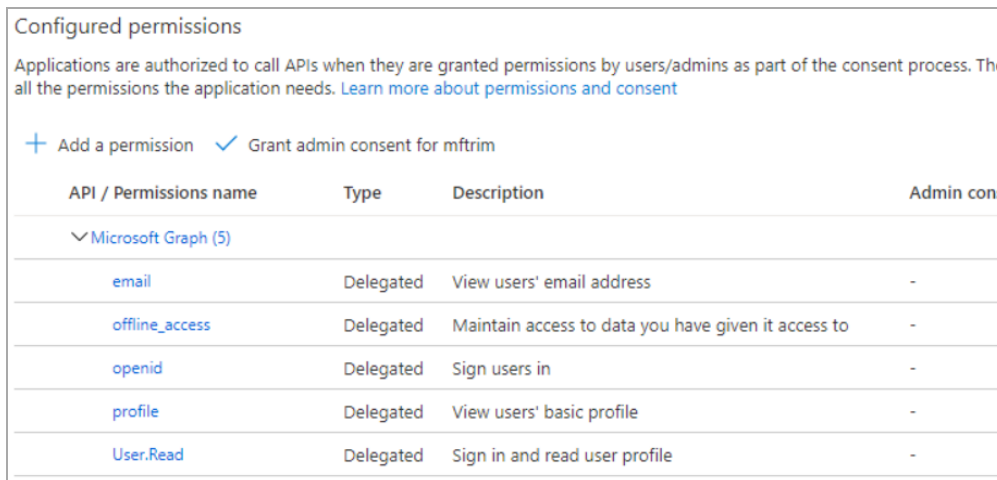 Configured permissions
Applications are authorized to call APIs when they are granted permissions by users/admins as part of the consent process. The
all the permissions the application needs. Learn more about permissions and consent
Add a permission Grant admin consent for mftrim
API / Permissions name Type Description Admin con
Microsoft Graph (5)
email Delegated View users' email address -
offline_access Delegated Maintain access to data you have given it access to -
openid Delegated Sign users in -
profile Delegated View users' basic profile -
User.Read Delegated Sign in and read user profile -